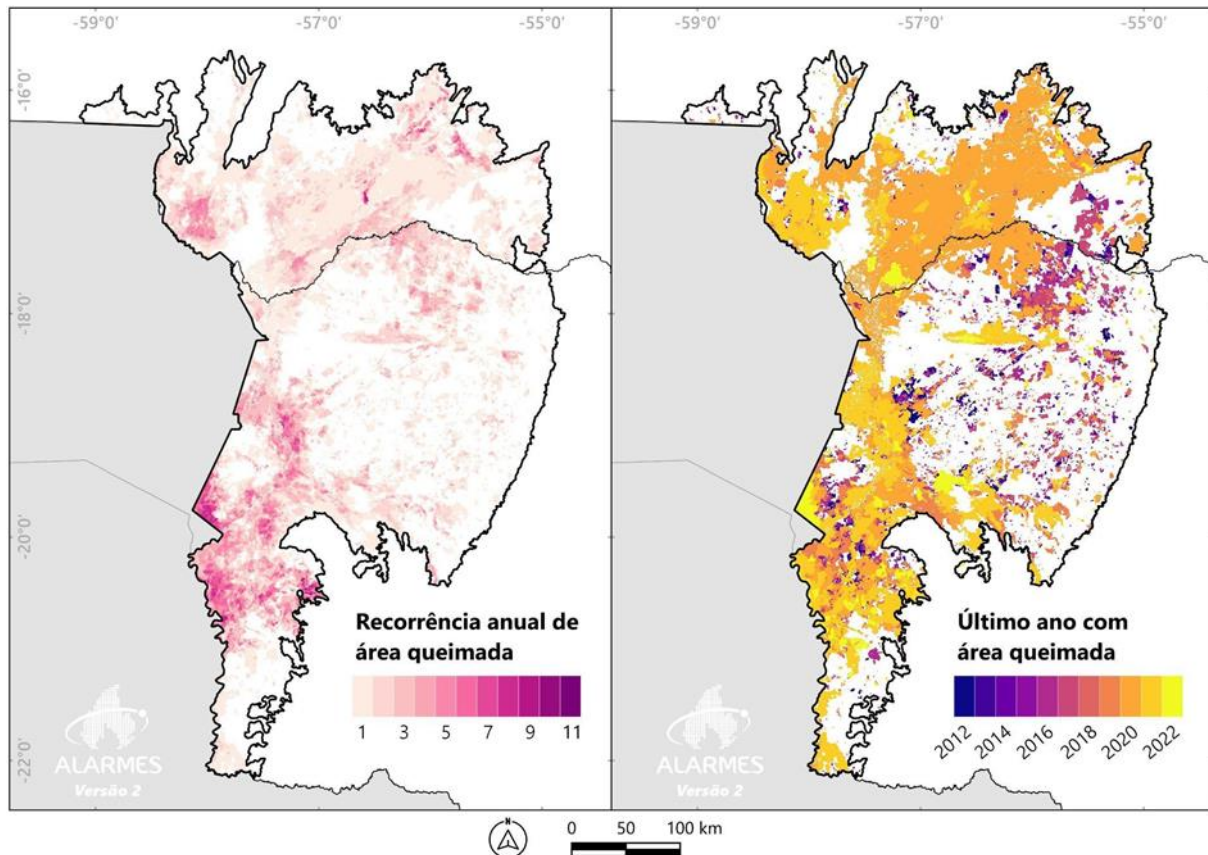 -59°0'
-57°0'
-55°0'
-59°0'
-57°0'
-55°0'
-16°0'
-18°0'
-20°0'
-22°0'
Recorrência anual de
área queimada
1 3 5 7 9 11
ALARMES
Versão 2
Último ano com
área queimada
2012 2014 2016 2018 2020 2022
ALARMES
Versão 2
N
0 50 100 km